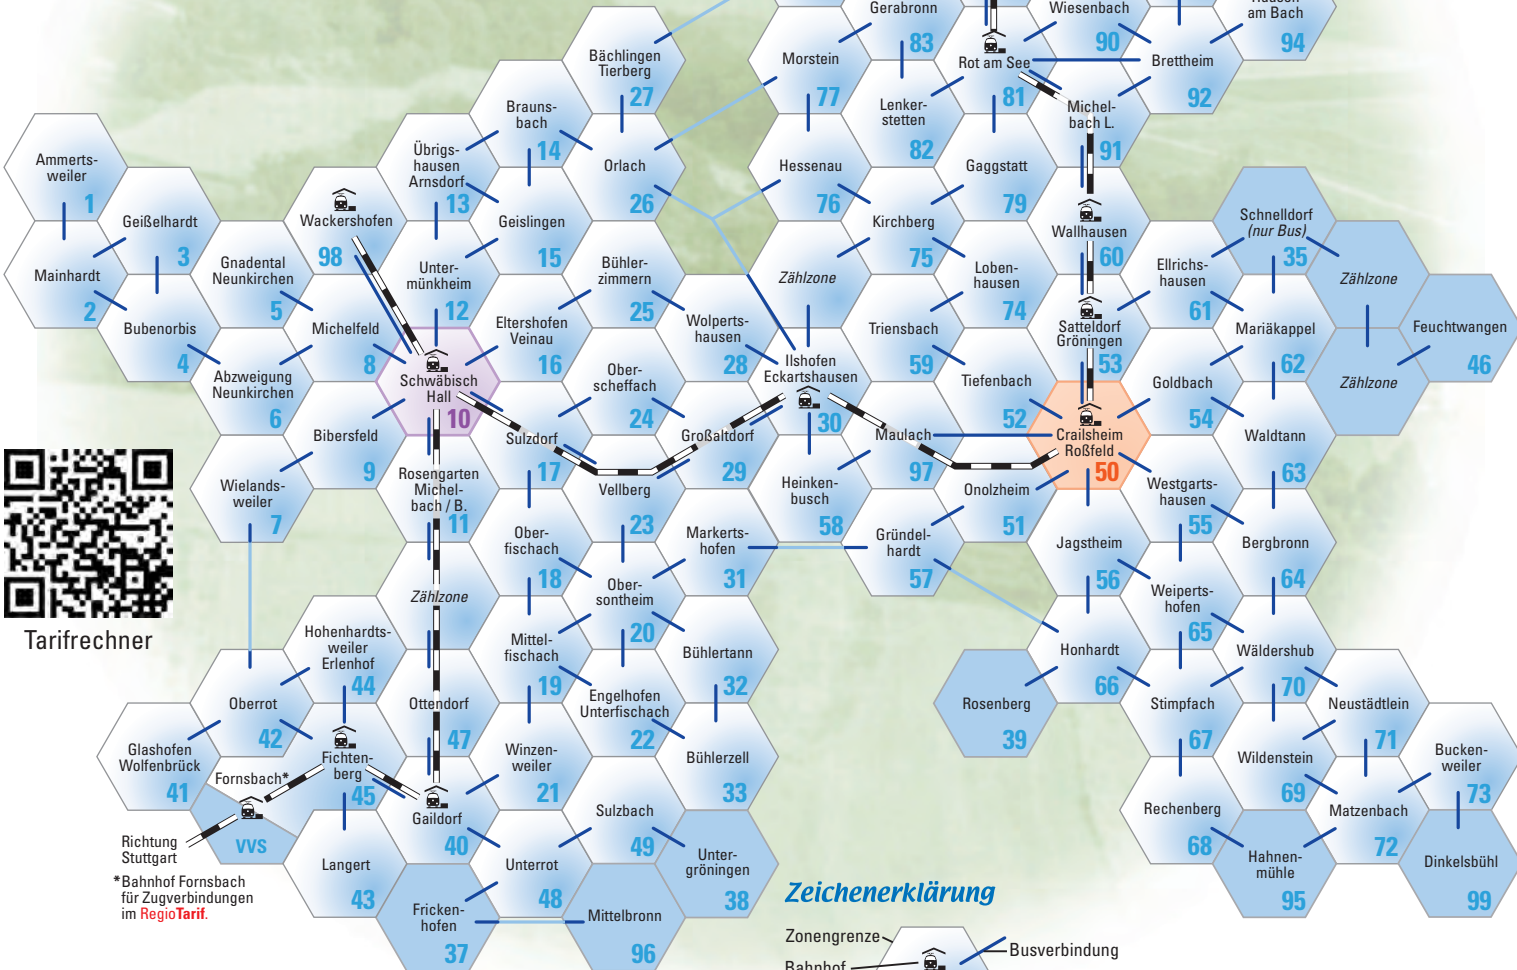 Gerabronn
83
Wiesenbach
90
am Bach
94
Bächlingen
Tierberg
27
Morstein
77
Rot am See
81
Brettheim
92
Brauns-
bach
14
Lenker-
stetten
82
Michel-
bach L.
91
Ammerts-
weiler
1
Übrigs-
hausen
Arnsdorf
13
Orlach
26
Hessenau
76
Gaggstatt
79
Geißelhardt
3
Wackershofen
98
Geislingen
15
Kirchberg
75
Wallhausen
60
Schnelldorf
(nur Bus)
35
Mainhardt
2
Gnadental
Neunkirchen
5
Unter-
münkheim
12
Bühler-
zimmern
25
Zählzone
Loben-
hausen
74
Ellrichs-
hausen
61
Zählzone
Bubenorbis
4
Michelfeld
8
Eltershofen
Veinau
16
Wolperts-
hausen
28
Triensbach
59
Satteldorf
Gröningen
53
Mariäkappel
62
Feuchtwangen
46
Abzweigung
Neunkirchen
6
Schwäbisch
Hall
10
Ober-
scheffach
24
Ilshofen
Eckartshausen
30
Tiefenbach
52
Goldbach
54
Zählzone
Bibersfeld
9
Sulzdorf
17
Großaltdorf
29
Maulach
97
Crailsheim
Roßfeld
50
Waldtann
63
Wielands-
weiler
7
Rosengarten
Michel-
bach / B.
11
Vellberg
23
Heinken-
busch
58
Onolzheim
51
Westgarts-
hausen
55
Ober-
fischach
18
Markerts-
hofen
31
Gründel-
hardt
57
Jagstheim
56
Bergbronn
64
Zählzone
Ober-
sontheim
20
Weiperts-
hofen
65
Tarifrechner
Hohenhardts-
weiler
Erlenhof
44
Mittel-
fischach
19
Bühlertann
32
Honhardt
66
Wäldershub
70
Oberrot
42
Ottendorf
47
Engelhofen
Unterfischach
22
Rosenberg
39
Stimpfach
67
Neustädtlein
71
Glashofen
Wolfenbrück
41
Fichten-
berg
45
Winzen-
weiler
21
Bühlerzell
33
Wildenstein
69
Bucken-
weiler
73
Fornsbach*
VVS
Gaildorf
40
Sulzbach
49
Rechenberg
68
Matzenbach
72
Richtung
Stuttgart
Langert
43
Unterrot
48
Unter-
gröningen
38
Hahnen-
mühle
95
Dinkelsbühl
99
*Bahnhof Fornsbach
für Zugverbindungen
im RegioTarif.
Fricken-
hofen
37
Mittelbronn
96
Zeichenerklärung
Zonengrenze
Busverbindung
Bahnhof